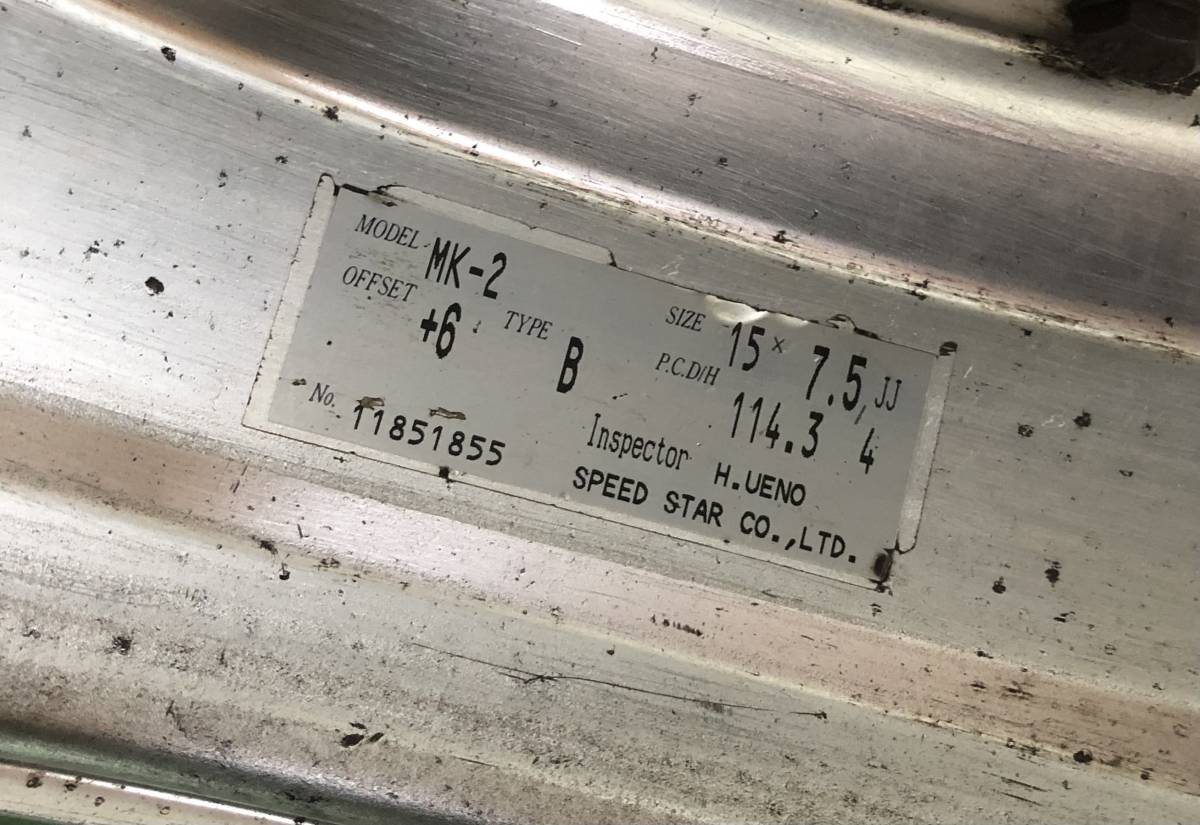 MODEL MK-2 SIZE 15 × 7.5 JJ
OFFSET +6 TYPE B P.C.D/H 114.3 4
No. 11851855 Inspector H.UENO
SPEED STAR CO.,LTD.